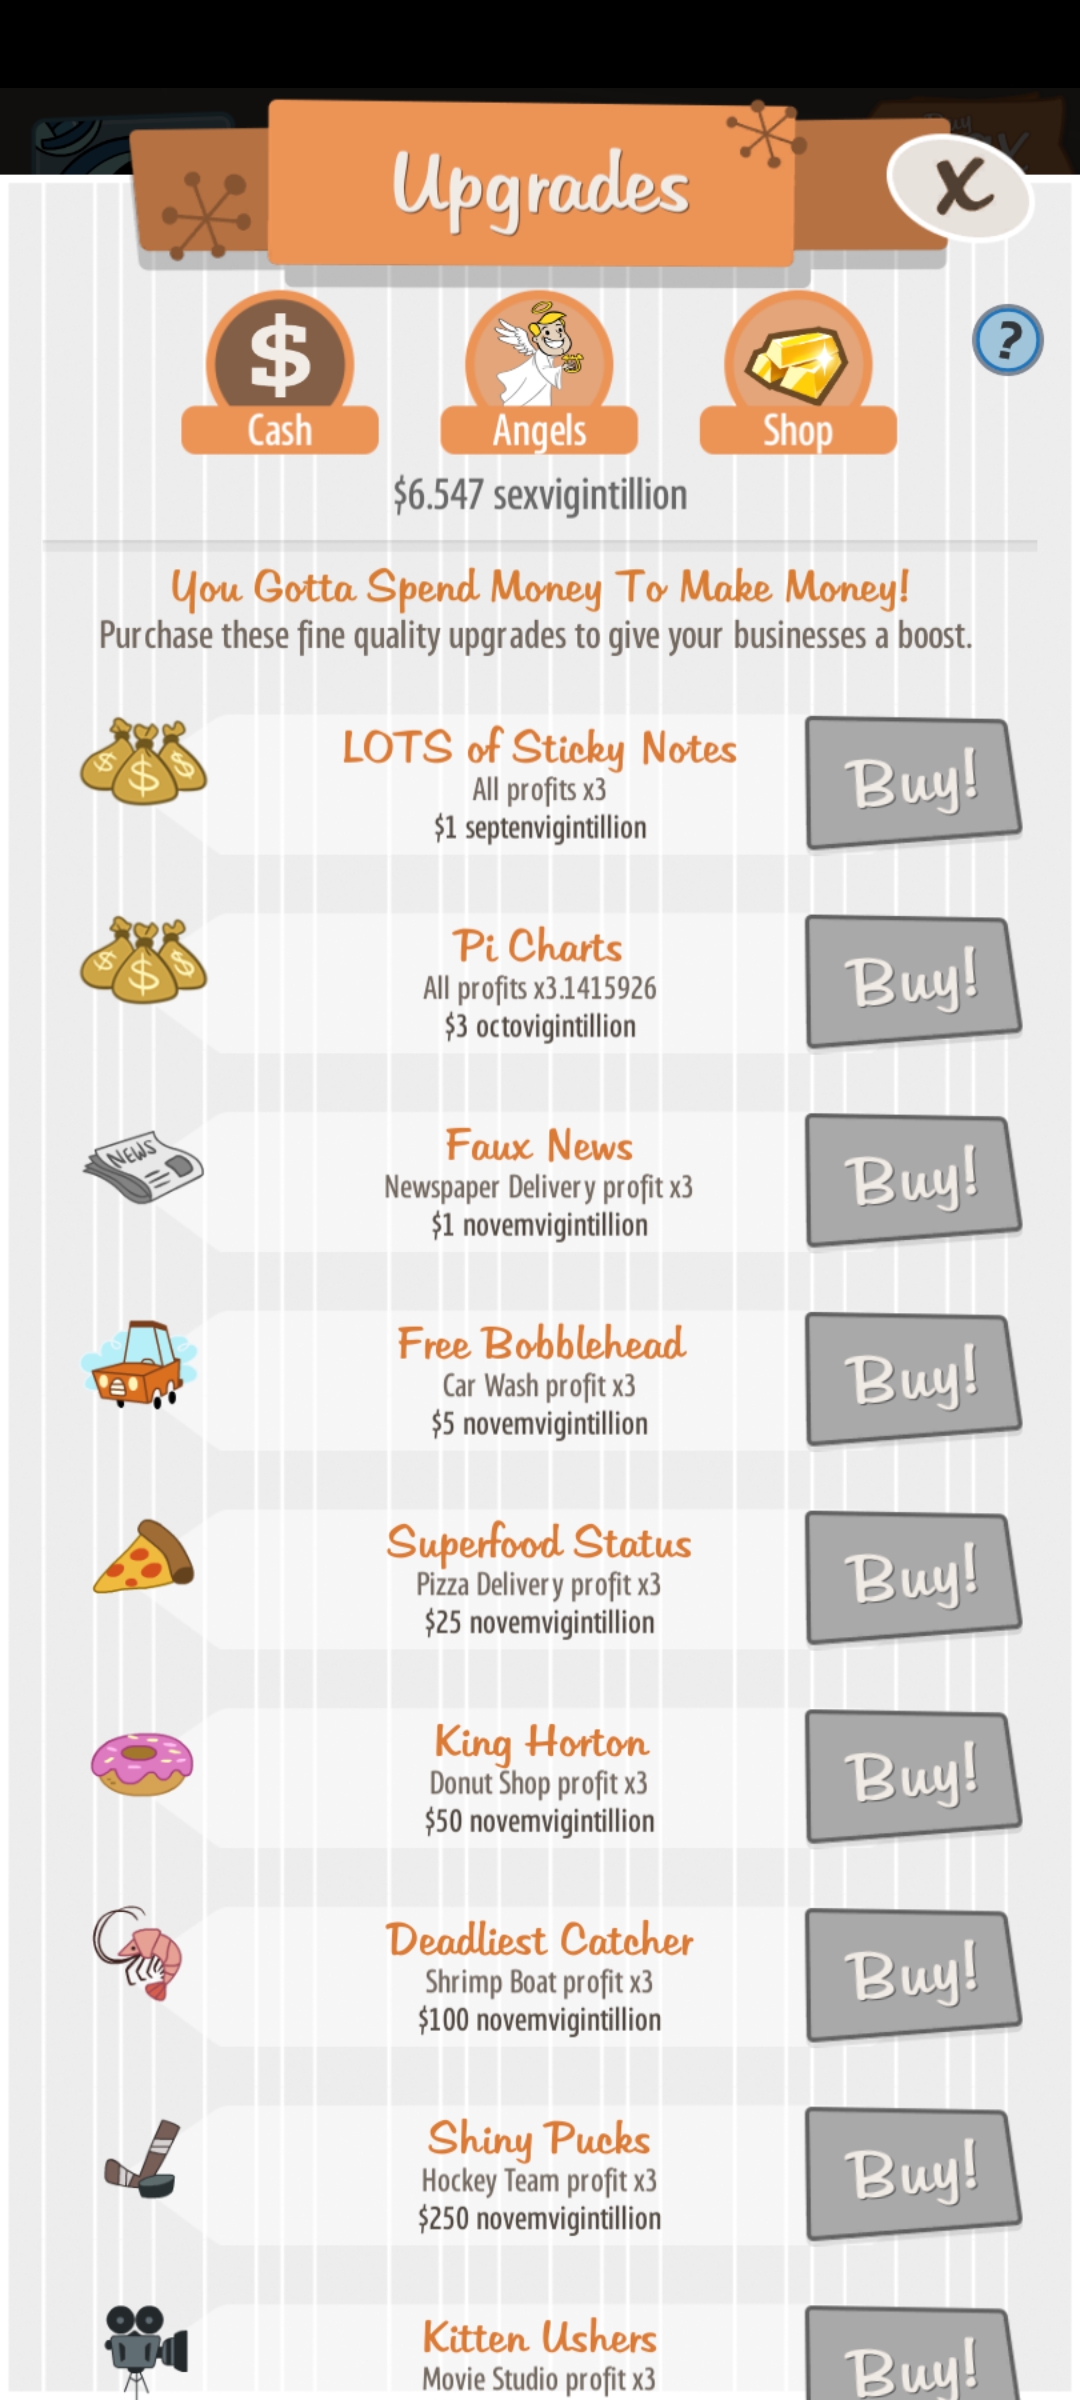 Upgrades
X
$
Cash
Angels
Shop
?
$6.547 sexvigintillion
You Gotta Spend Money To Make Money!
Purchase these fine quality upgrades to give your businesses a boost.
LOTS of Sticky Notes
All profits x3
$1 septenvigintillion
Buy!
Pi Charts
All profits x3.1415926
$3 octovigintillion
Buy!
NEWS
Faux News
Newspaper Delivery profit x3
$1 novemvigintillion
Buy!
Free Bobblehead
Car Wash profit x3
$5 novemvigintillion
Buy!
Superfood Status
Pizza Delivery profit x3
$25 novemvigintillion
Buy!
King Horton
Donut Shop profit x3
$50 novemvigintillion
Buy!
Deadliest Catcher
Shrimp Boat profit x3
$100 novemvigintillion
Buy!
Shiny Pucks
Hockey Team profit x3
$250 novemvigintillion
Buy!
Kitten Ushers
Movie Studio profit x3
Buy!